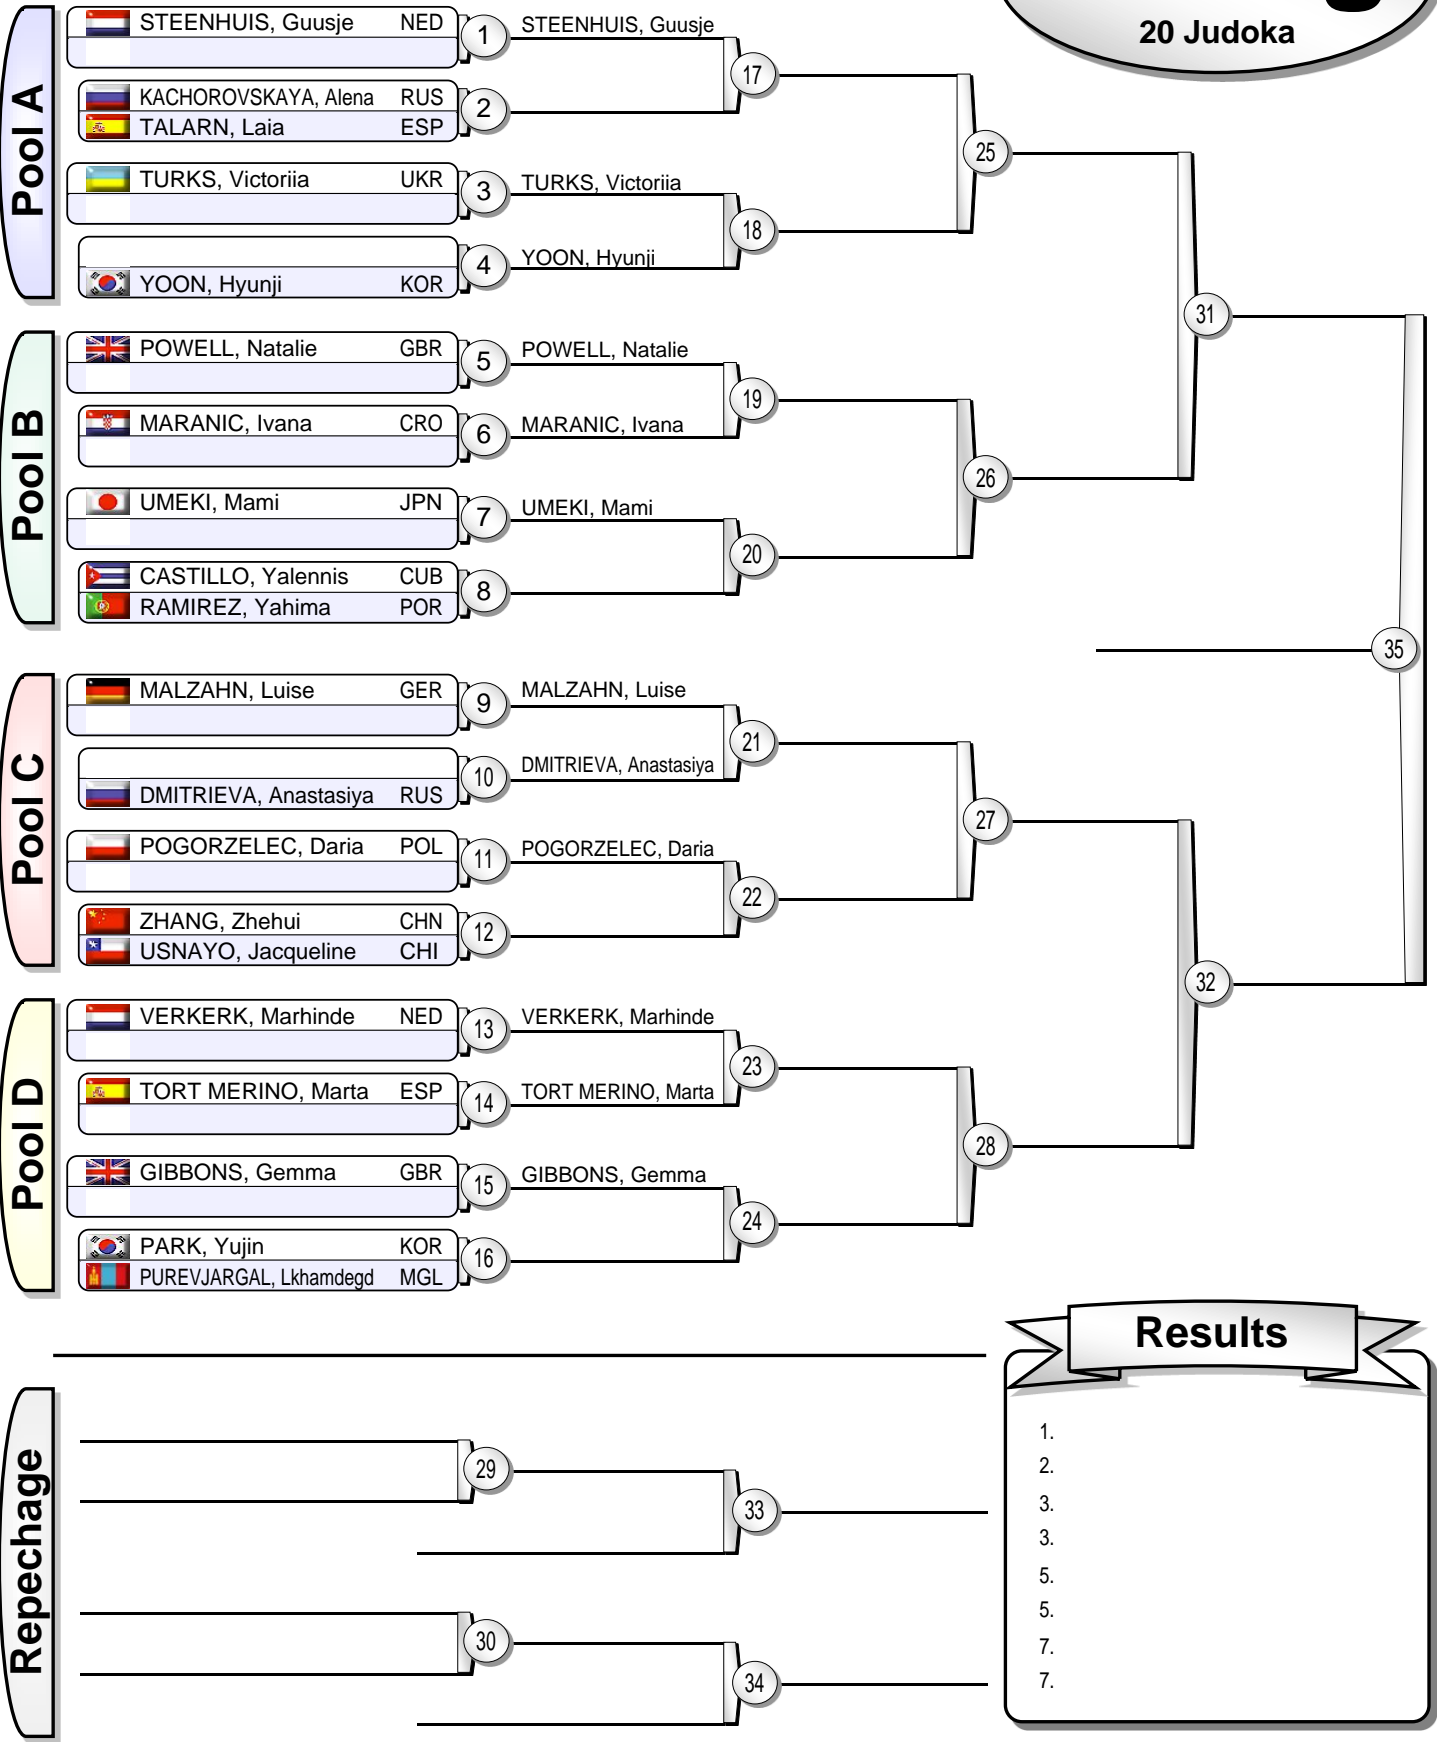 20 Judoka
Pool A
STEENHUIS, Guusje NED 1 STEENHUIS, Guusje
17
KACHOROVSKAYA, Alena RUS
2
TALARN, Laia ESP
25
TURKS, Victoriia UKR 3 TURKS, Victoriia
18
4 YOON, Hyunji
YOON, Hyunji KOR
31
Pool B
POWELL, Natalie GBR 5 POWELL, Natalie
19
MARANIC, Ivana CRO 6 MARANIC, Ivana
26
UMEKI, Mami JPN 7 UMEKI, Mami
20
CASTILLO, Yalennis CUB
8
RAMIREZ, Yahima POR
35
Pool C
MALZAHN, Luise GER 9 MALZAHN, Luise
21
10 DMITRIEVA, Anastasiya
DMITRIEVA, Anastasiya RUS
27
POGORZELEC, Daria POL 11 POGORZELEC, Daria
22
ZHANG, Zhehui CHN
12
USNAYO, Jacqueline CHI
32
Pool D
VERKERK, Marhinde NED 13 VERKERK, Marhinde
23
TORT MERINO, Marta ESP 14 TORT MERINO, Marta
28
GIBBONS, Gemma GBR 15 GIBBONS, Gemma
24
PARK, Yujin KOR
16
PUREVJARGAL, Lkhamdegd MGL
Repechage
29
33
30
34
Results
1.
2.
3.
3.
5.
5.
7.
7.